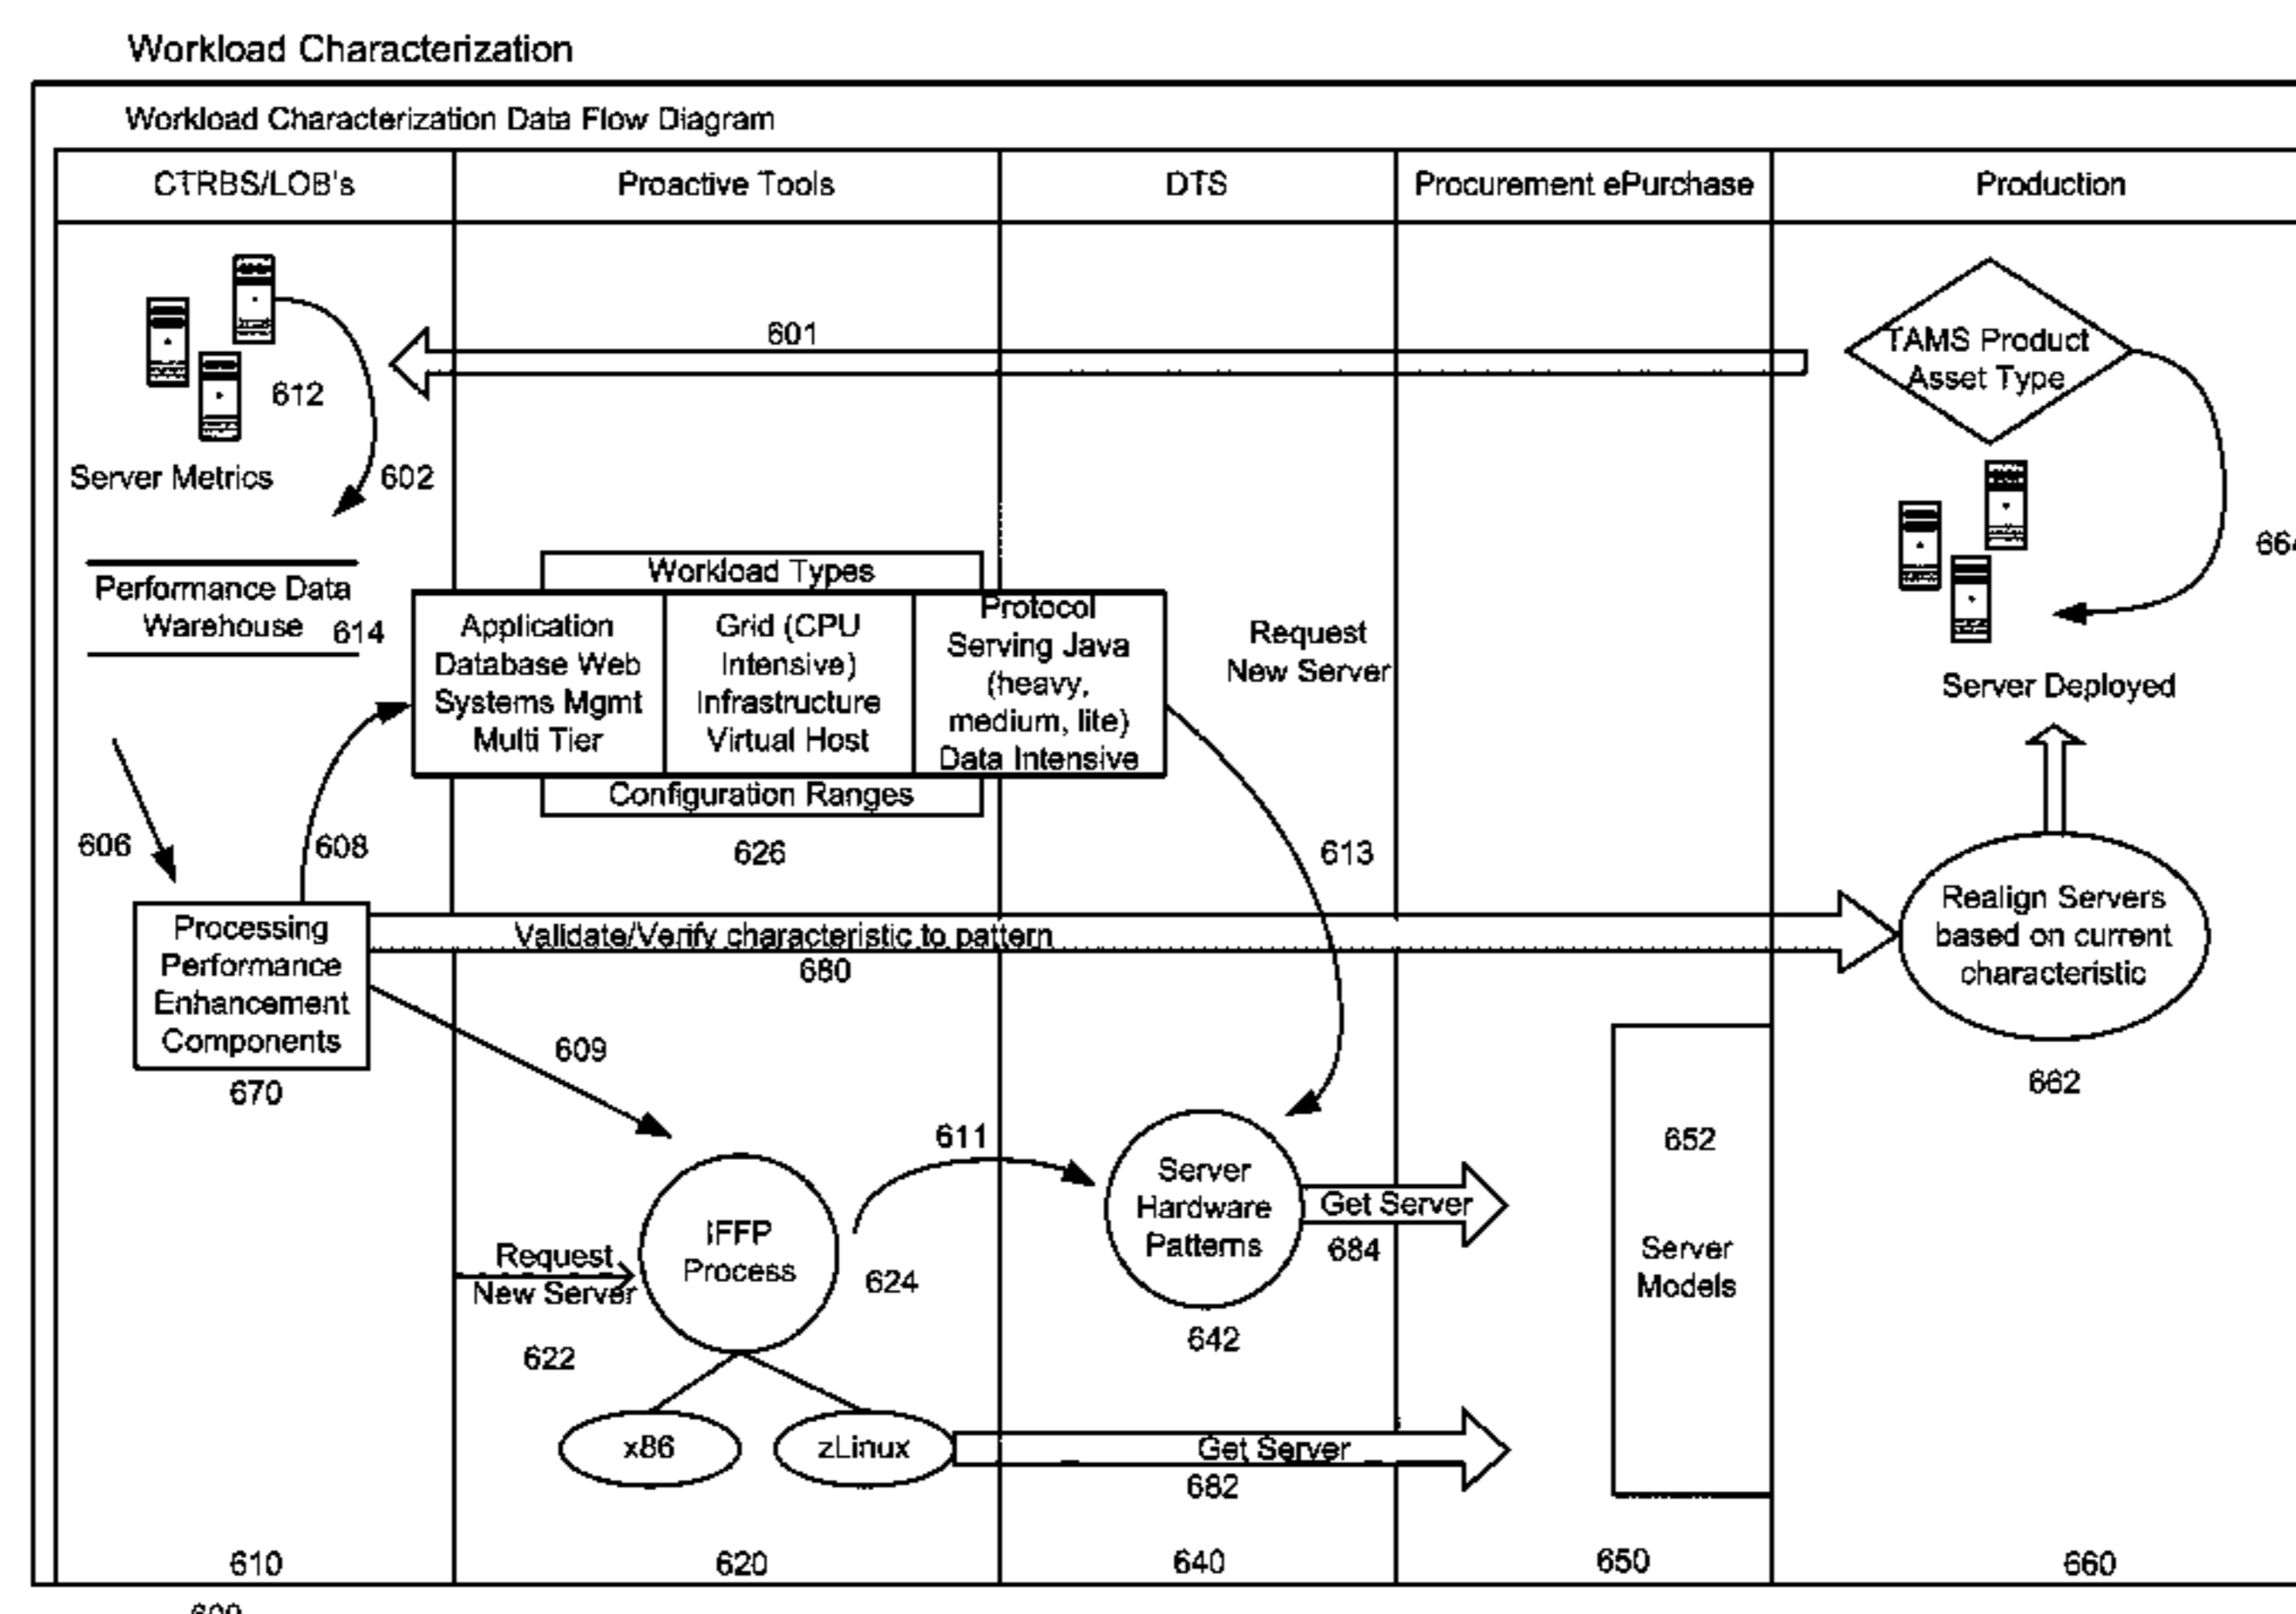 Workload Characterization
Workload Characterization Data Flow Diagram
CTRBS/LOB's
Proactive Tools
DTS
Procurement ePurchase
Production
601
612
Server Metrics
602
TAMS Product
Asset Type
664
Server Deployed
Performance Data
Warehouse
614
Workload Types
Application
Database Web
Systems Mgmt
Multi Tier
Grid (CPU
Intensive)
Infrastructure
Virtual Host
Protocol
Serving Java
(heavy,
medium, lite)
Data Intensive
Configuration Ranges
626
Request
New Server
606
608
613
Processing
Performance
Enhancement
Components
670
Validate/Verify characteristic to pattern
680
Realign Servers
based on current
characteristic
662
609
611
IFFP
Process
624
Request
New Server
622
x86
zLinux
Server
Hardware
Patterns
642
Get Server
684
Get Server
682
652
Server
Models
610
620
640
650
660